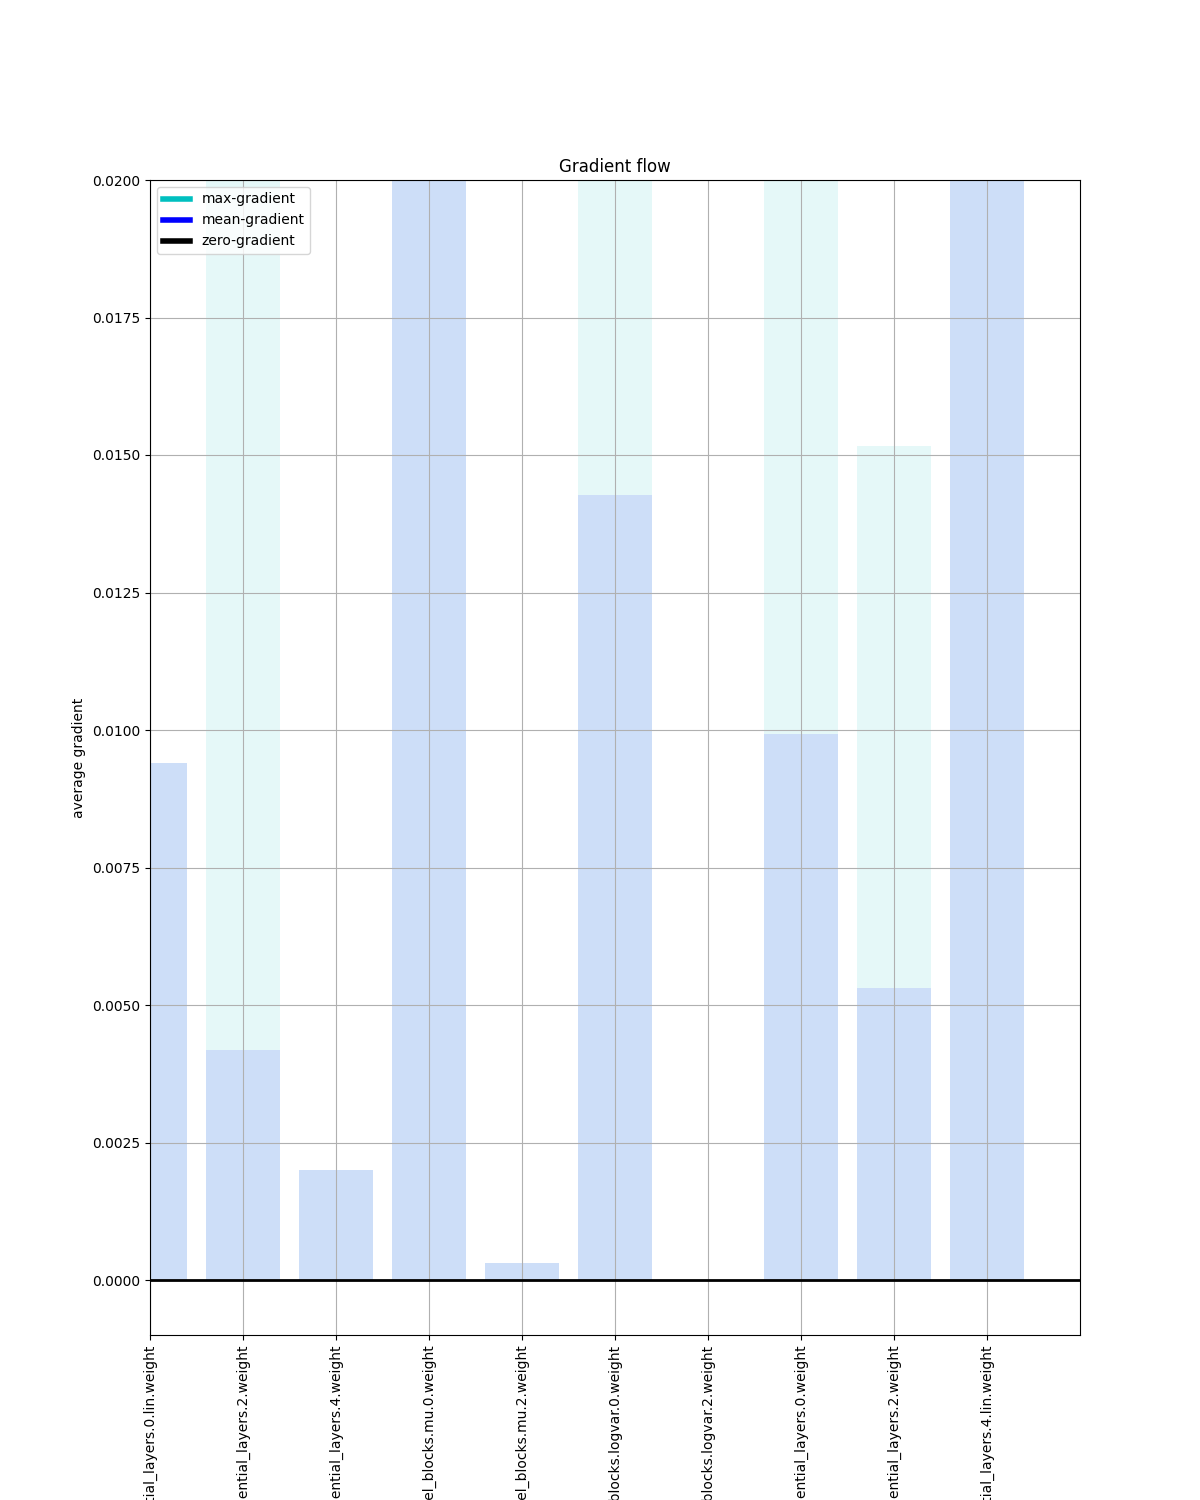 Gradient flow
max-gradient
mean-gradient
zero-gradient
0.0200
0.0175
0.0150
0.0125
0.0100
0.0075
0.0050
0.0025
0.0000
average gradient
tial_layers.0.lin.weight
ential_layers.2.weight
ential_layers.4.weight
el_blocks.mu.0.weight
el_blocks.mu.2.weight
blocks.logvar.0.weight
blocks.logvar.2.weight
ential_layers.0.weight
ential_layers.2.weight
tial_layers.4.lin.weight